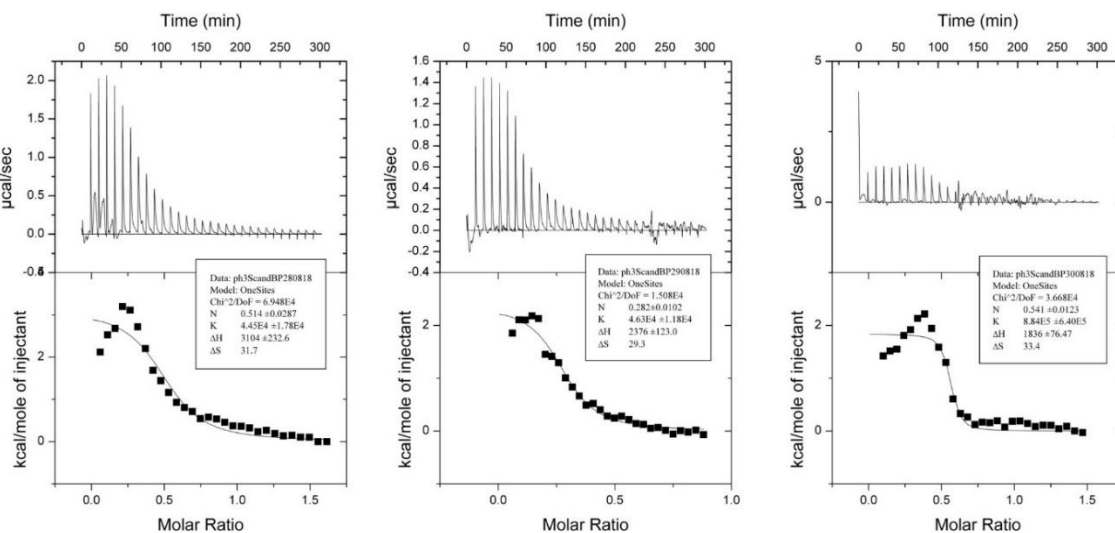 Time (min)
0 50 100 150 200 250 300
2.0
1.5
1.0
0.5
0.0
µcal/sec
Data: ph3ScandBP280818
Model: OneSites
Chi^2/DoF = 6.948E4
N 0.514 ±0.0287
K 4.45E4 ±1.78E4
ΔH 3104 ±232.6
ΔS 31.7
2
0
kcal/mole of injectant
0.0 0.5 1.0 1.5
Molar Ratio
Time (min)
0 50 100 150 200 250 300
1.6
1.4
1.2
1.0
0.8
0.6
0.4
0.2
0.0
-0.2
-0.4
µcal/sec
Data: ph3ScandBP290818
Model: OneSites
Chi^2/DoF = 1.508E4
N 0.282 ±0.0102
K 4.63E4 ±1.18E4
ΔH 2376 ±123.0
ΔS 29.3
2
0
kcal/mole of injectant
0.0 0.5 1.0
Molar Ratio
Time (min)
0 50 100 150 200 250 300
5
0
µcal/sec
Data: ph3ScandBP300818
Model: OneSites
Chi^2/DoF = 3.668E4
N 0.541 ±0.0123
K 8.84E5 ±6.40E5
ΔH 1836 ±76.47
ΔS 33.4
2
0
kcal/mole of injectant
0.0 0.5 1.0 1.5
Molar Ratio